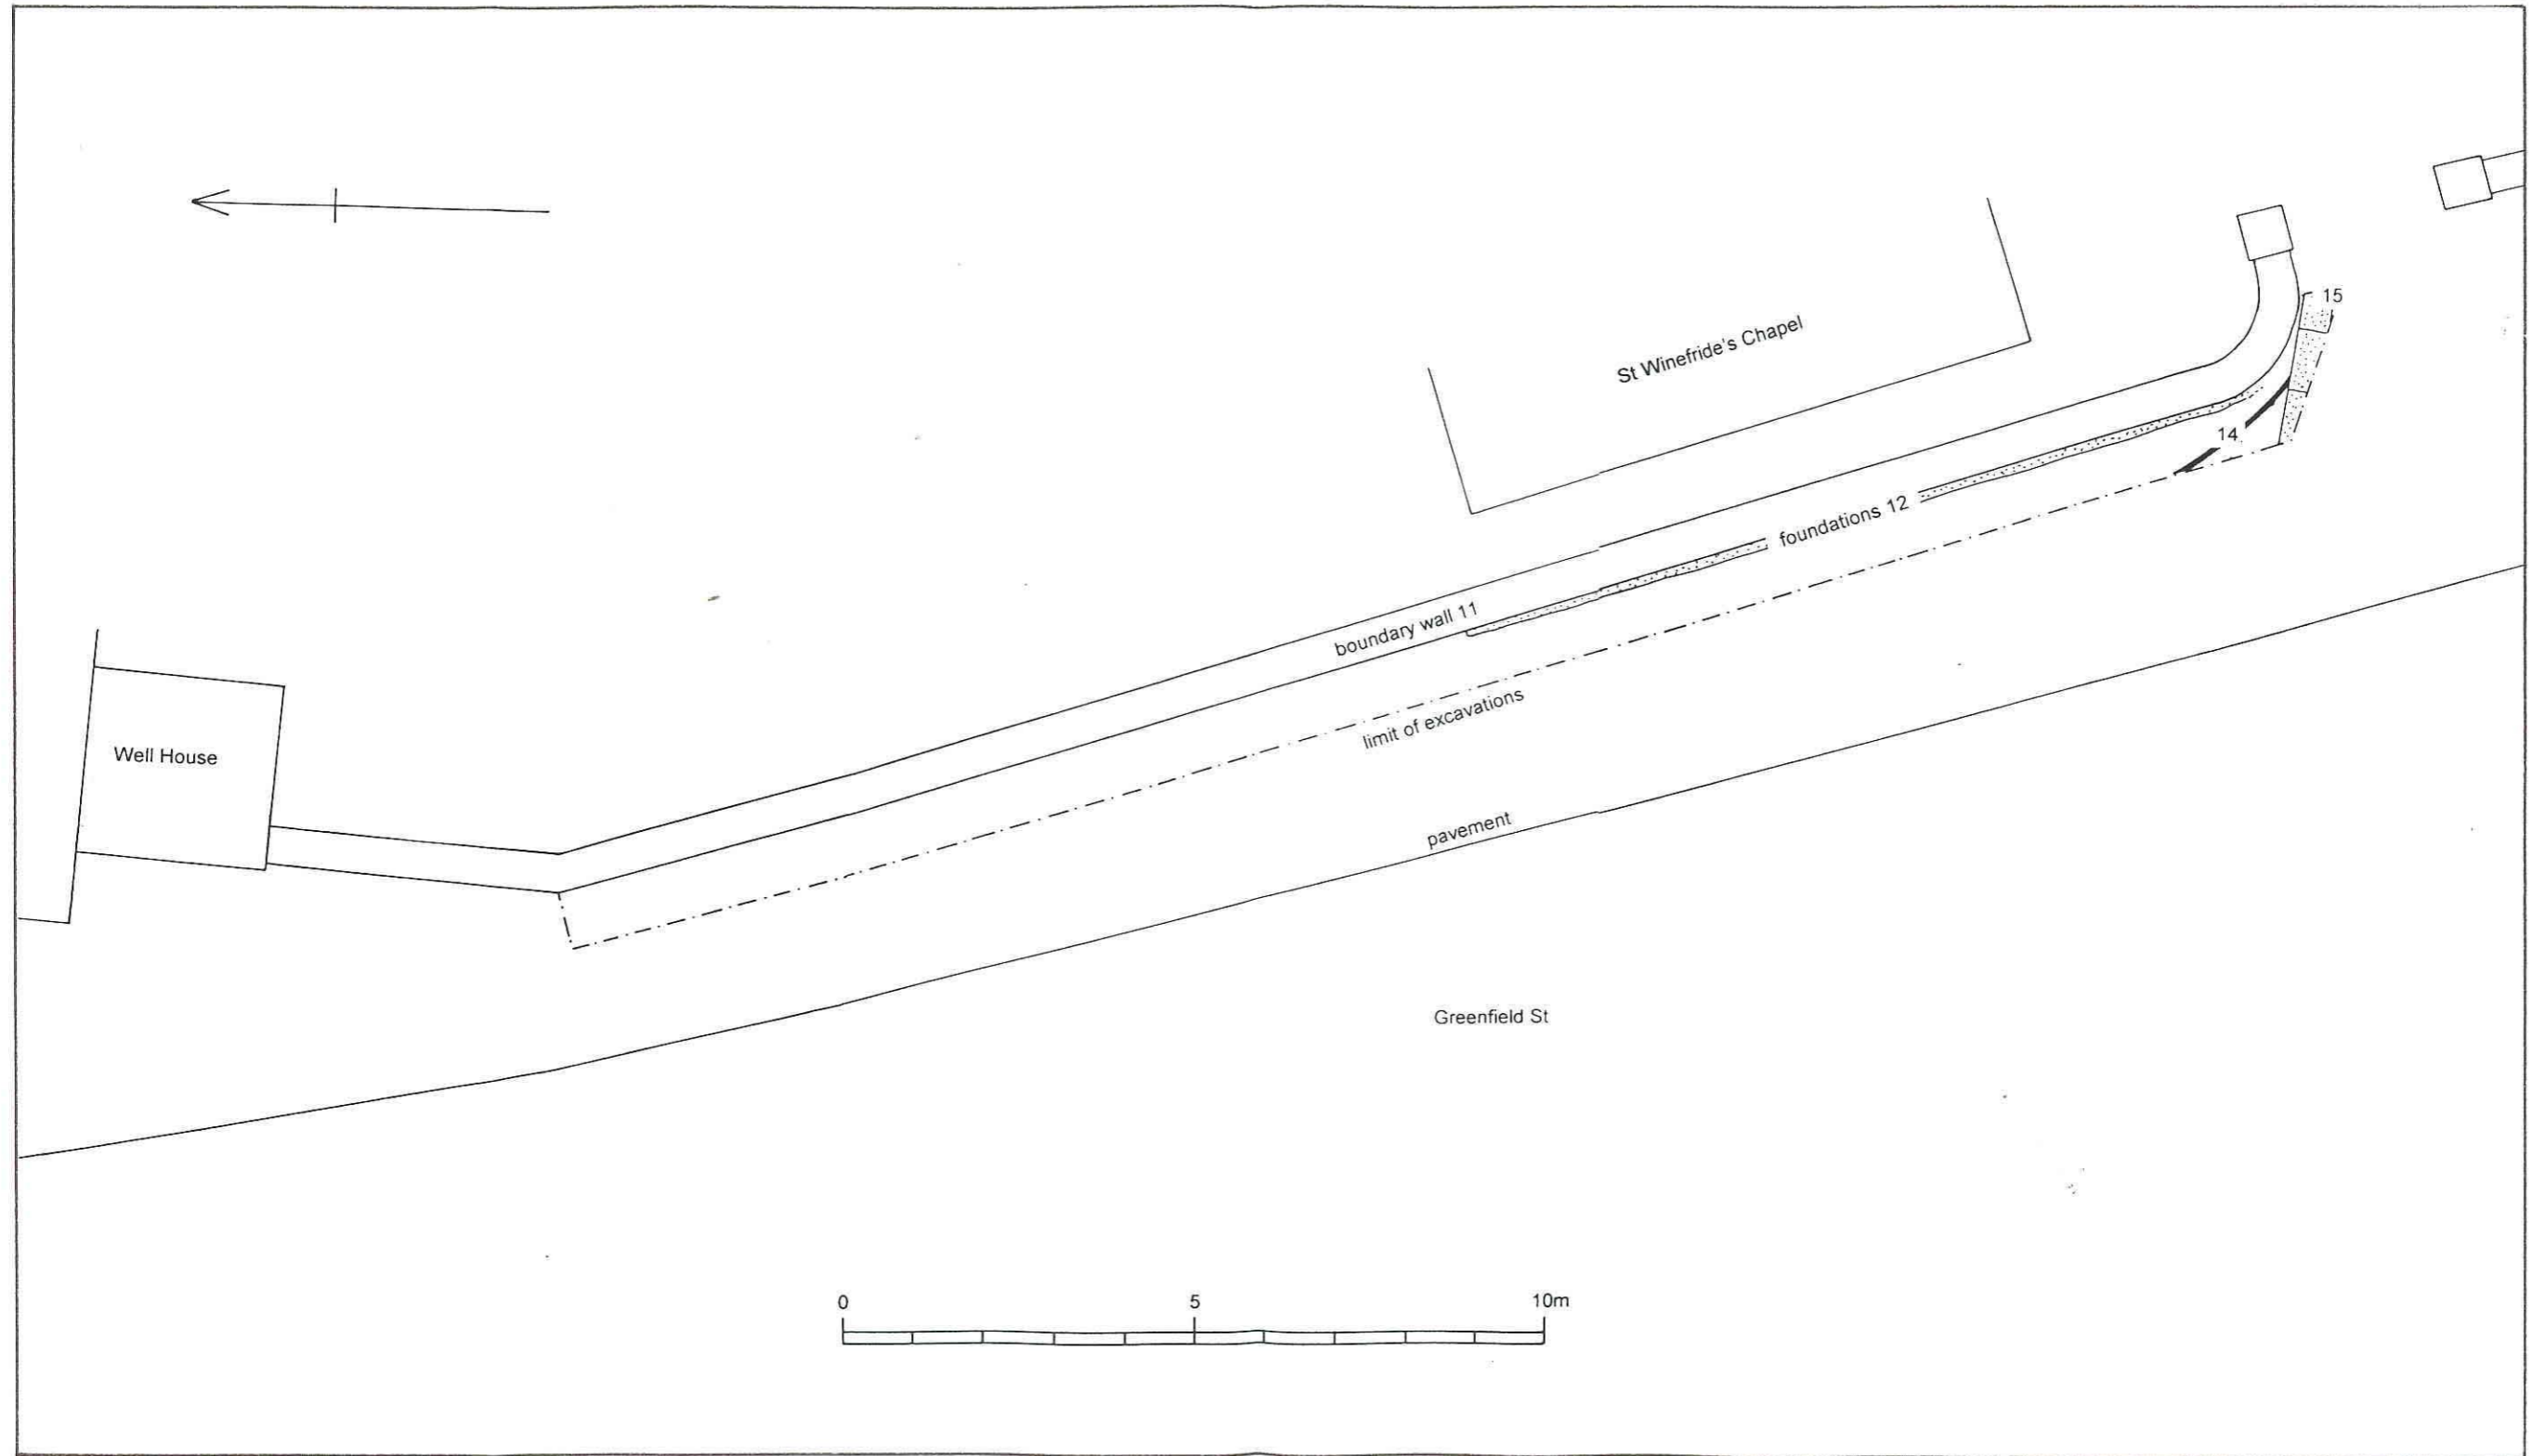 15
St Winefride's Chapel
14
foundations 12
boundary wall 11
limit of excavations
Well House
pavement
Greenfield St
0 5 10m